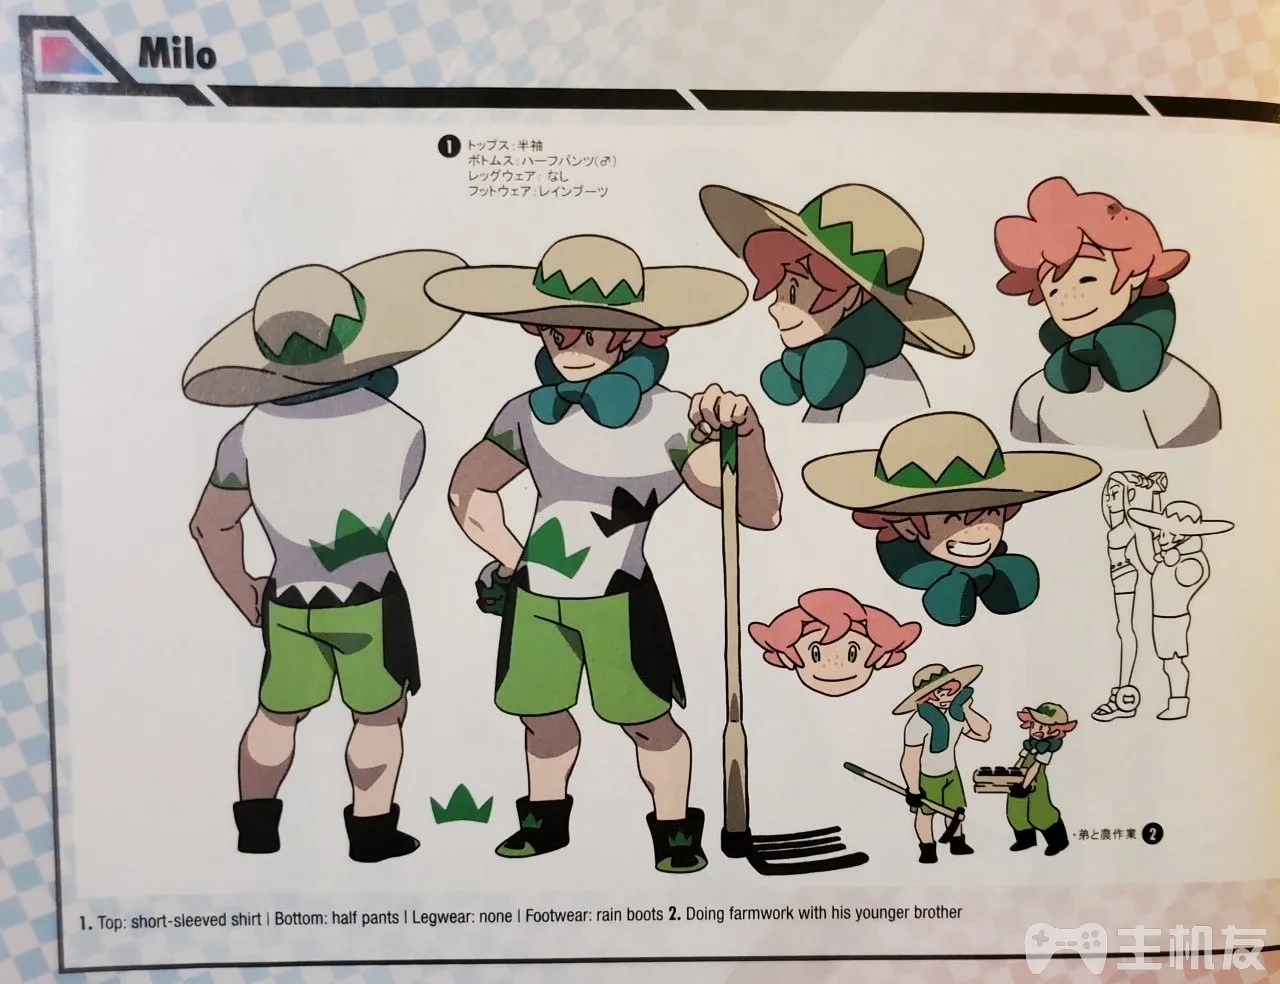 Milo
1 トップス:半袖
ボトムス:ハーフパンツ(♂)
レッグウェア: なし
フットウェア:レインブーツ
・弟と農作業 2
1. Top: short-sleeved shirt | Bottom: half pants | Legwear: none | Footwear: rain boots 2. Doing farmwork with his younger brother
主机友